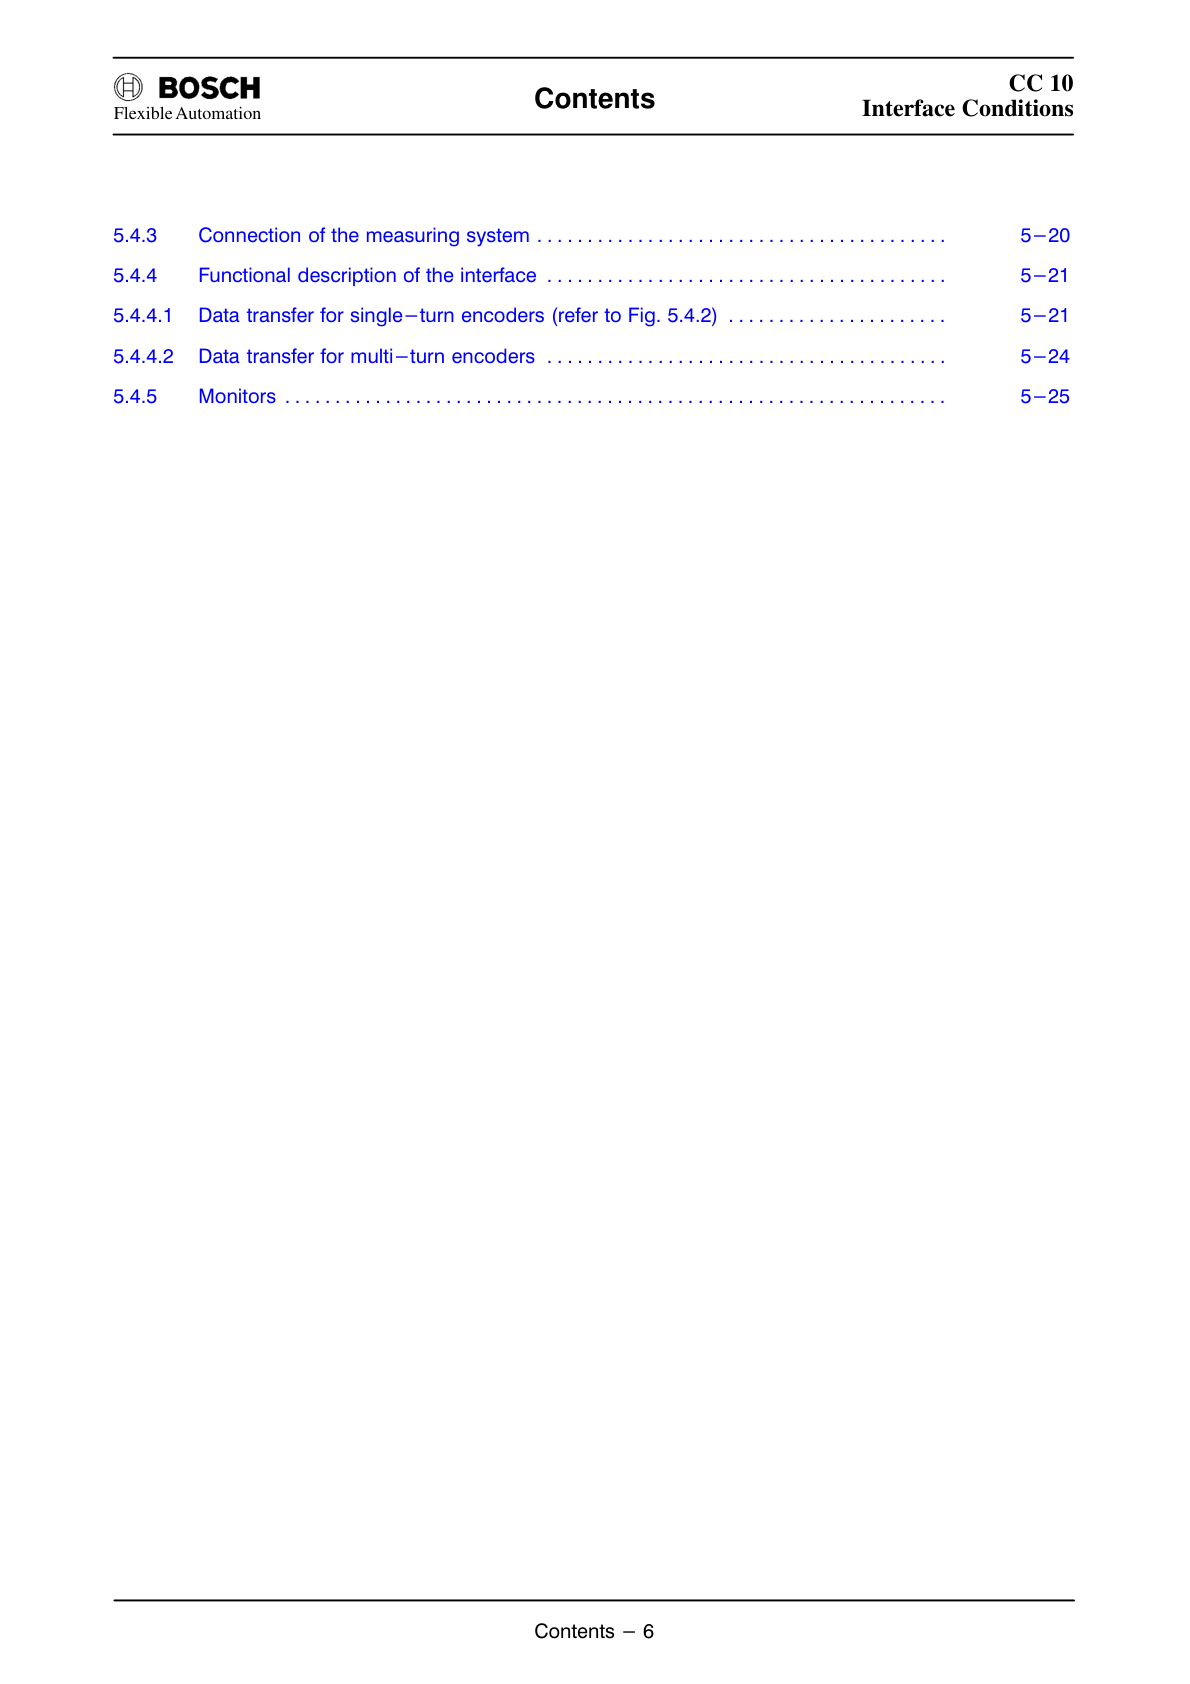 BOSCH
Flexible Automation
Contents
CC 10
Interface Conditions
5.4.3 Connection of the measuring system . . . . . . . . . . . . . . . . . . . . . . . . . . . . . . . . . . . . . . . . . 5−20
5.4.4 Functional description of the interface . . . . . . . . . . . . . . . . . . . . . . . . . . . . . . . . . . . . . . . . 5−21
5.4.4.1 Data transfer for single−turn encoders (refer to Fig. 5.4.2) . . . . . . . . . . . . . . . . . . . . . . 5−21
5.4.4.2 Data transfer for multi−turn encoders . . . . . . . . . . . . . . . . . . . . . . . . . . . . . . . . . . . . . . . . 5−24
5.4.5 Monitors . . . . . . . . . . . . . . . . . . . . . . . . . . . . . . . . . . . . . . . . . . . . . . . . . . . . . . . . . . . . . . . . . . 5−25
Contents − 6